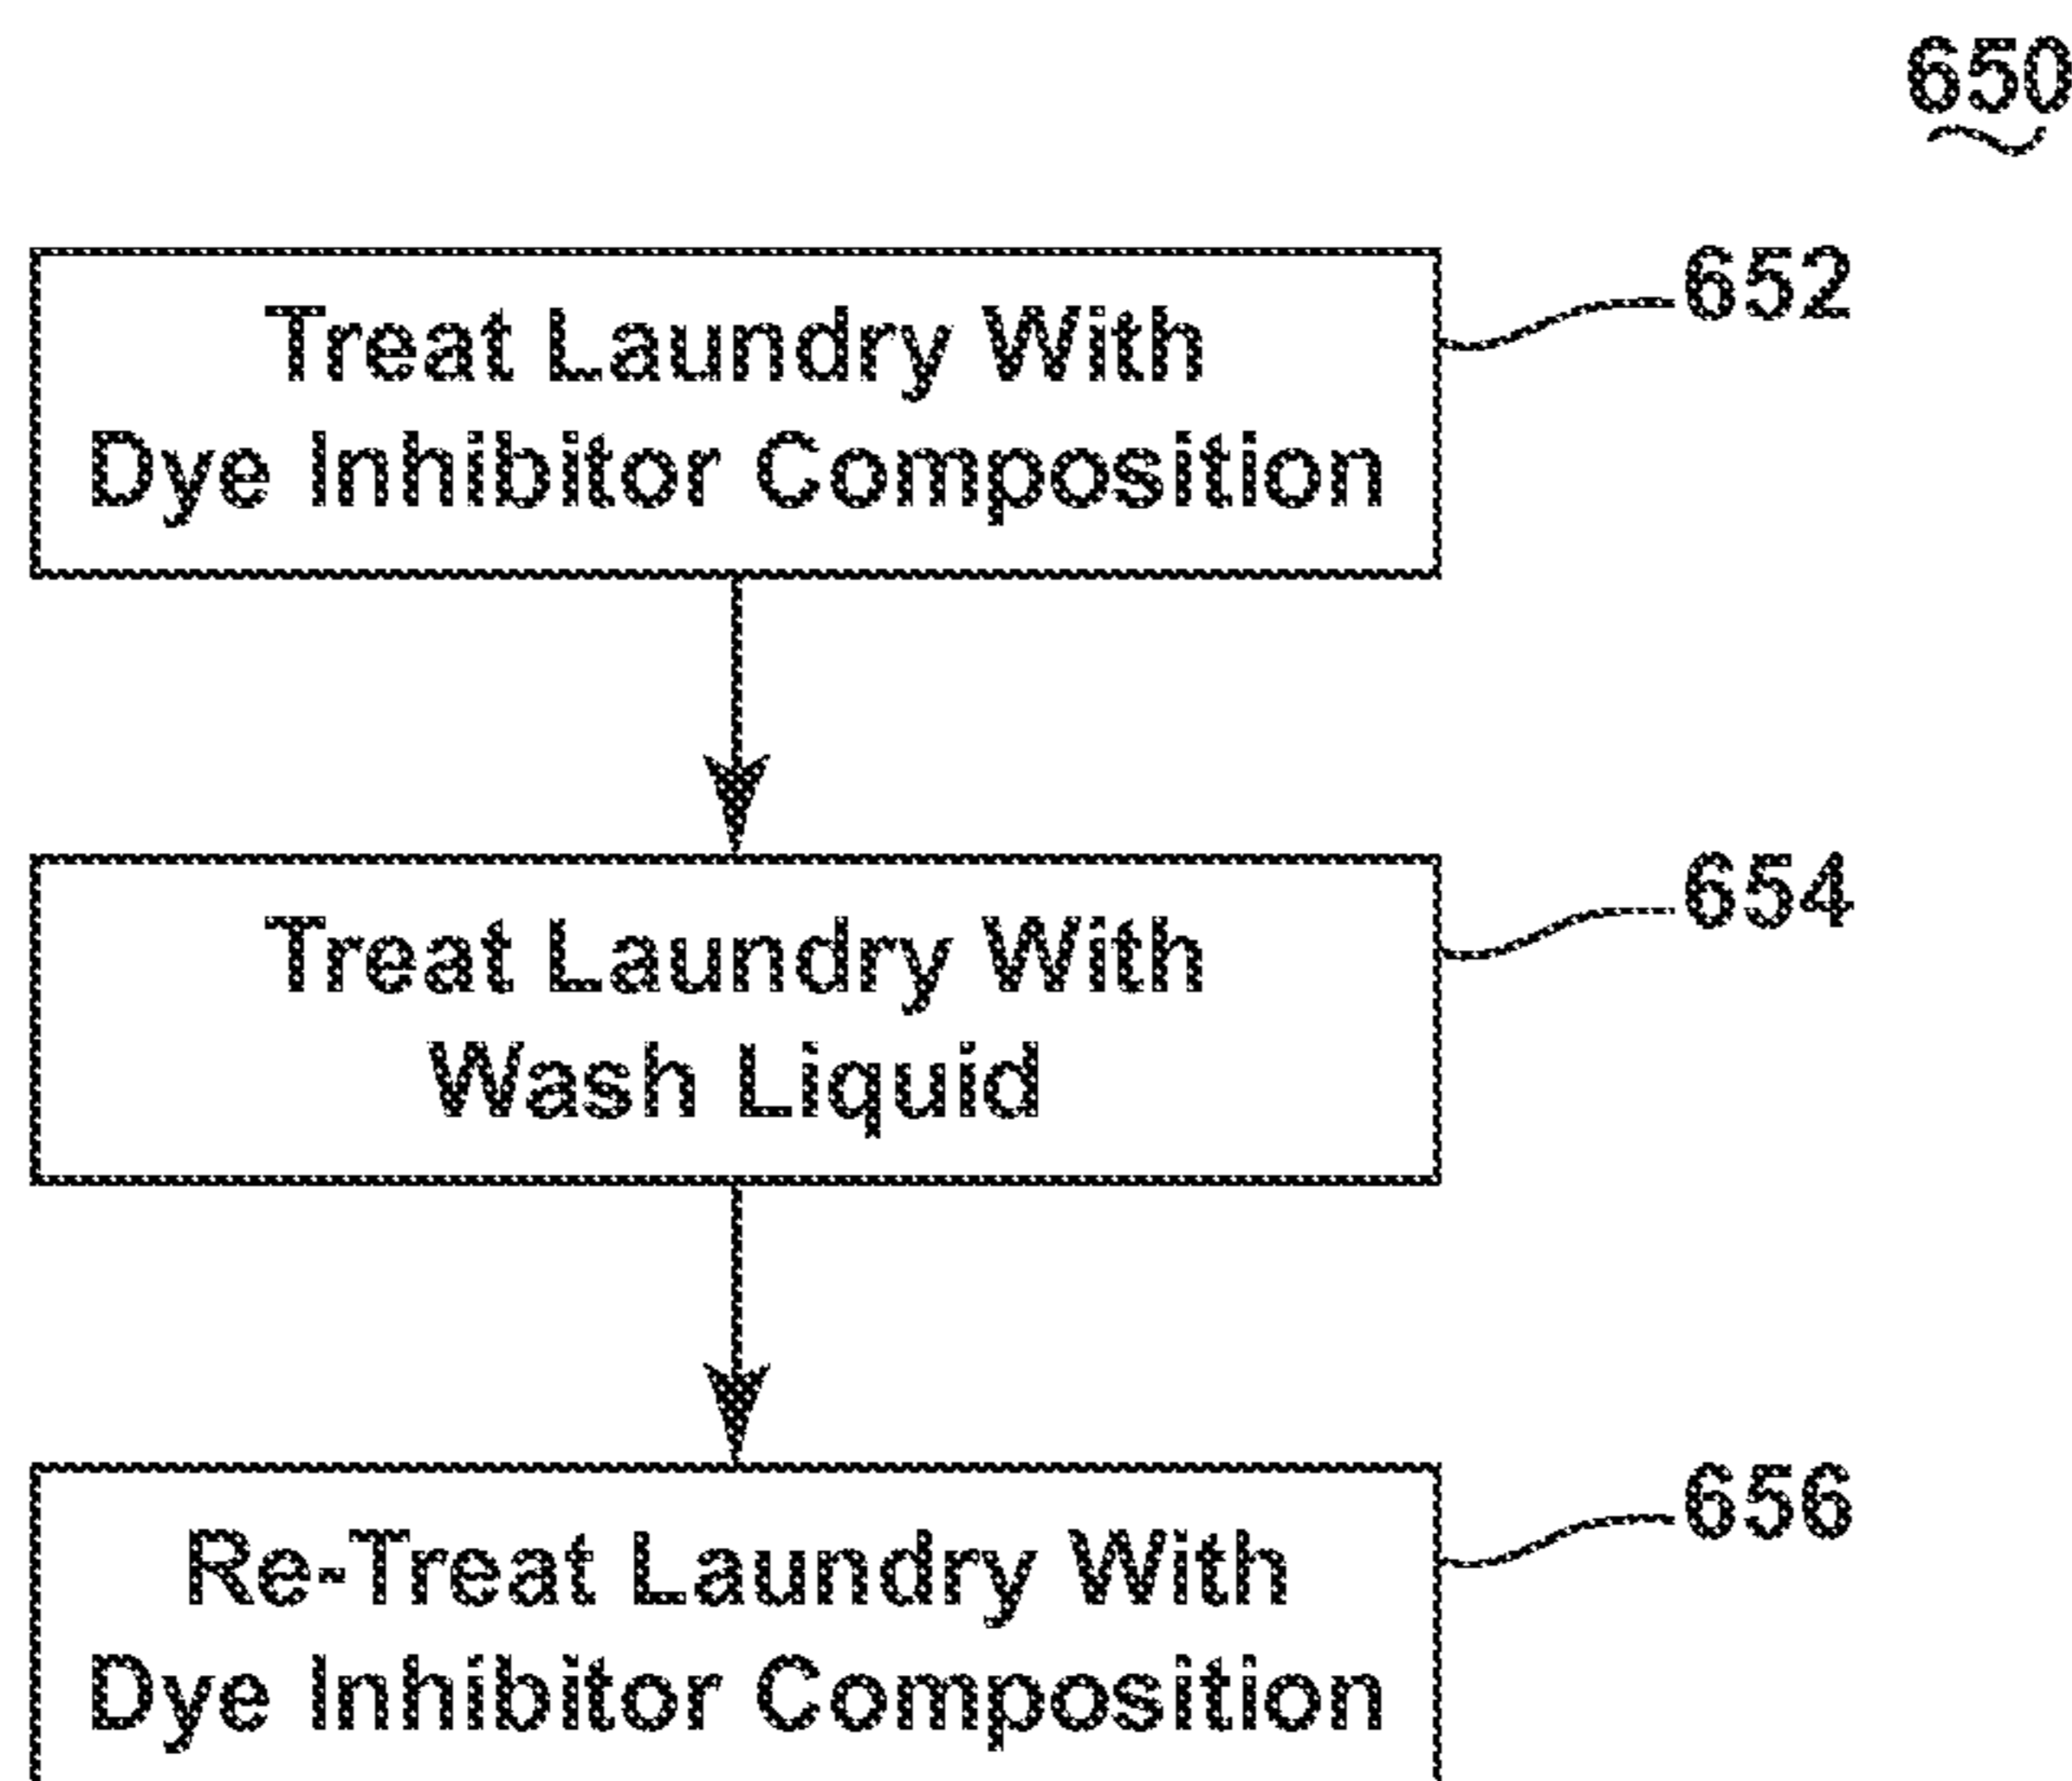 650
Treat Laundry With
Dye Inhibitor Composition
652
Treat Laundry With
Wash Liquid
654
Re-Treat Laundry With
Dye Inhibitor Composition
656